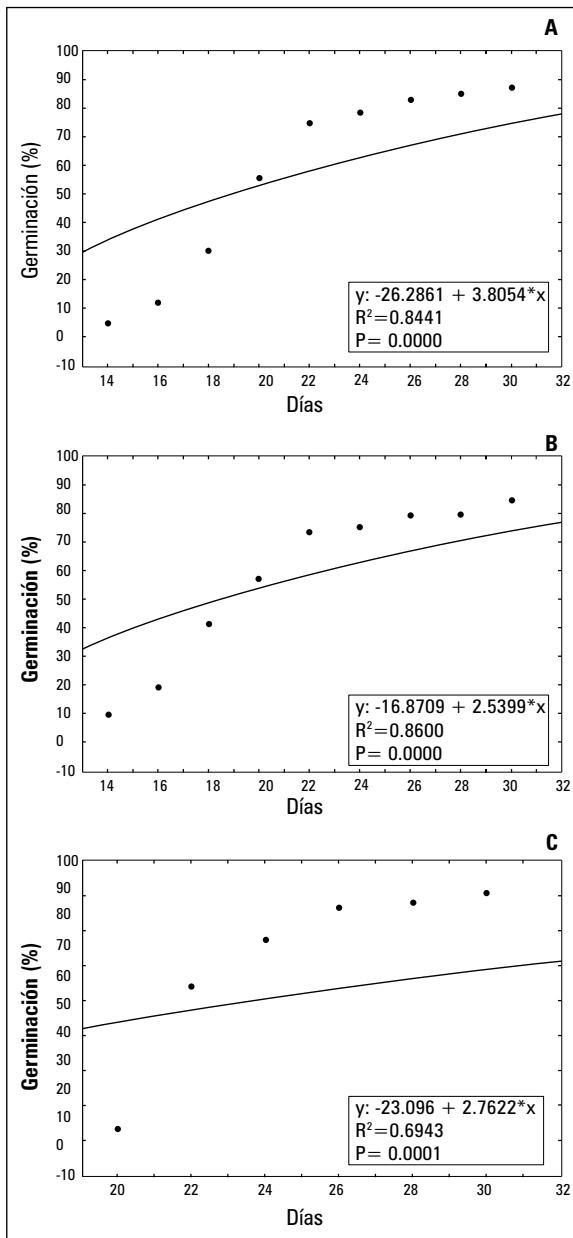 A
100
90
80
70
60
50
40
30
20
10
0
-10
Germinación (%)
y: -26.2861 + 3.8054*x
R²=0.8441
P= 0.0000
14 16 18 20 22 24 26 28 30 32
Días
B
100
90
80
70
60
50
40
30
20
10
0
-10
Germinación (%)
y: -16.8709 + 2.5399*x
R²=0.8600
P= 0.0000
14 16 18 20 22 24 26 28 30 32
Días
C
100
90
80
70
60
50
40
30
20
10
0
-10
Germinación (%)
y: -23.096 + 2.7622*x
R²=0.6943
P= 0.0001
20 22 24 26 28 30 32
Días